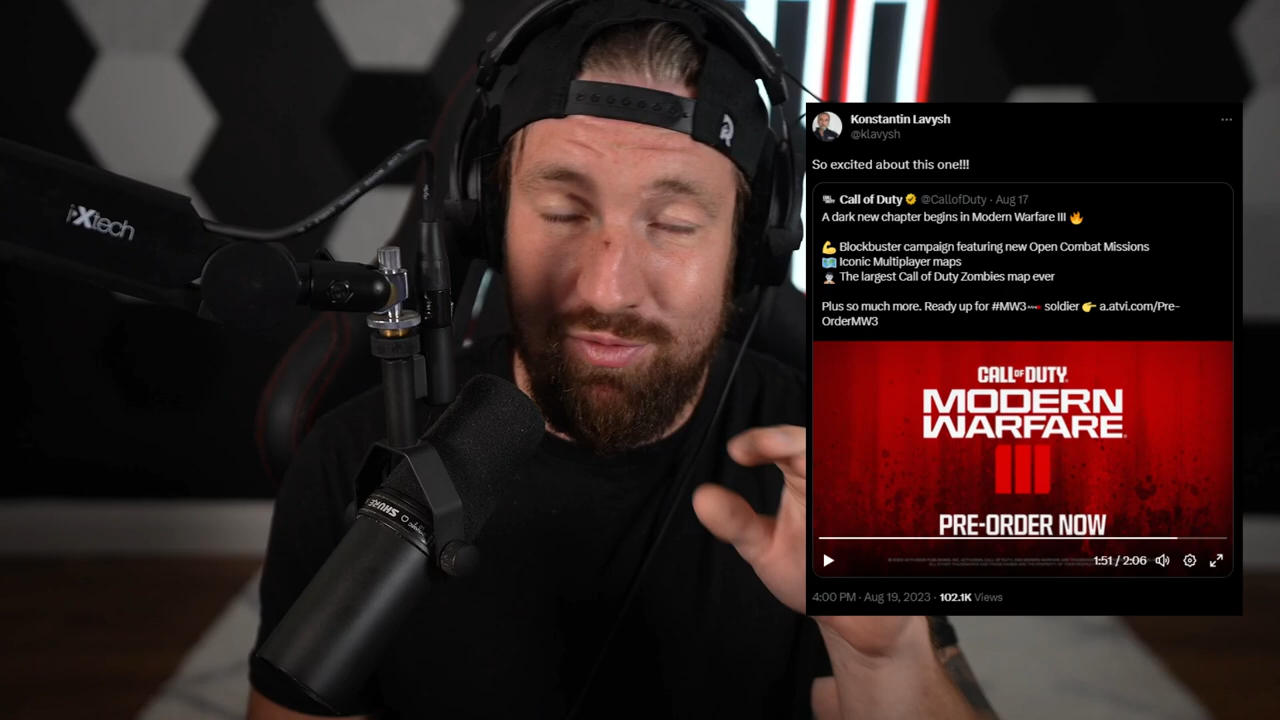 iXtech
SHURE
Konstantin Lavysh
@klavysh
So excited about this one!!!
Call of Duty @CallofDuty · Aug 17
A dark new chapter begins in Modern Warfare III 🔥
💪 Blockbuster campaign featuring new Open Combat Missions
🗺️ Iconic Multiplayer maps
🧟 The largest Call of Duty Zombies map ever
Plus so much more. Ready up for #MW3 soldier 👉 a.atvi.com/Pre-
OrderMW3
CALL OF DUTY
MODERN
WARFARE
III
PRE-ORDER NOW
1:51 / 2:06
4:00 PM · Aug 19, 2023 · 102.1K Views